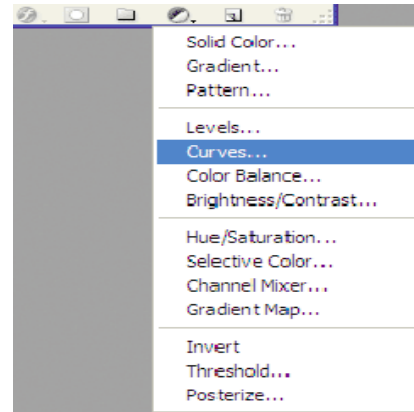 Solid Color...
Gradient...
Pattern...
Levels...
Curves...
Color Balance...
Brightness/Contrast...
Hue/Saturation...
Selective Color...
Channel Mixer...
Gradient Map...
Invert
Threshold...
Posterize...